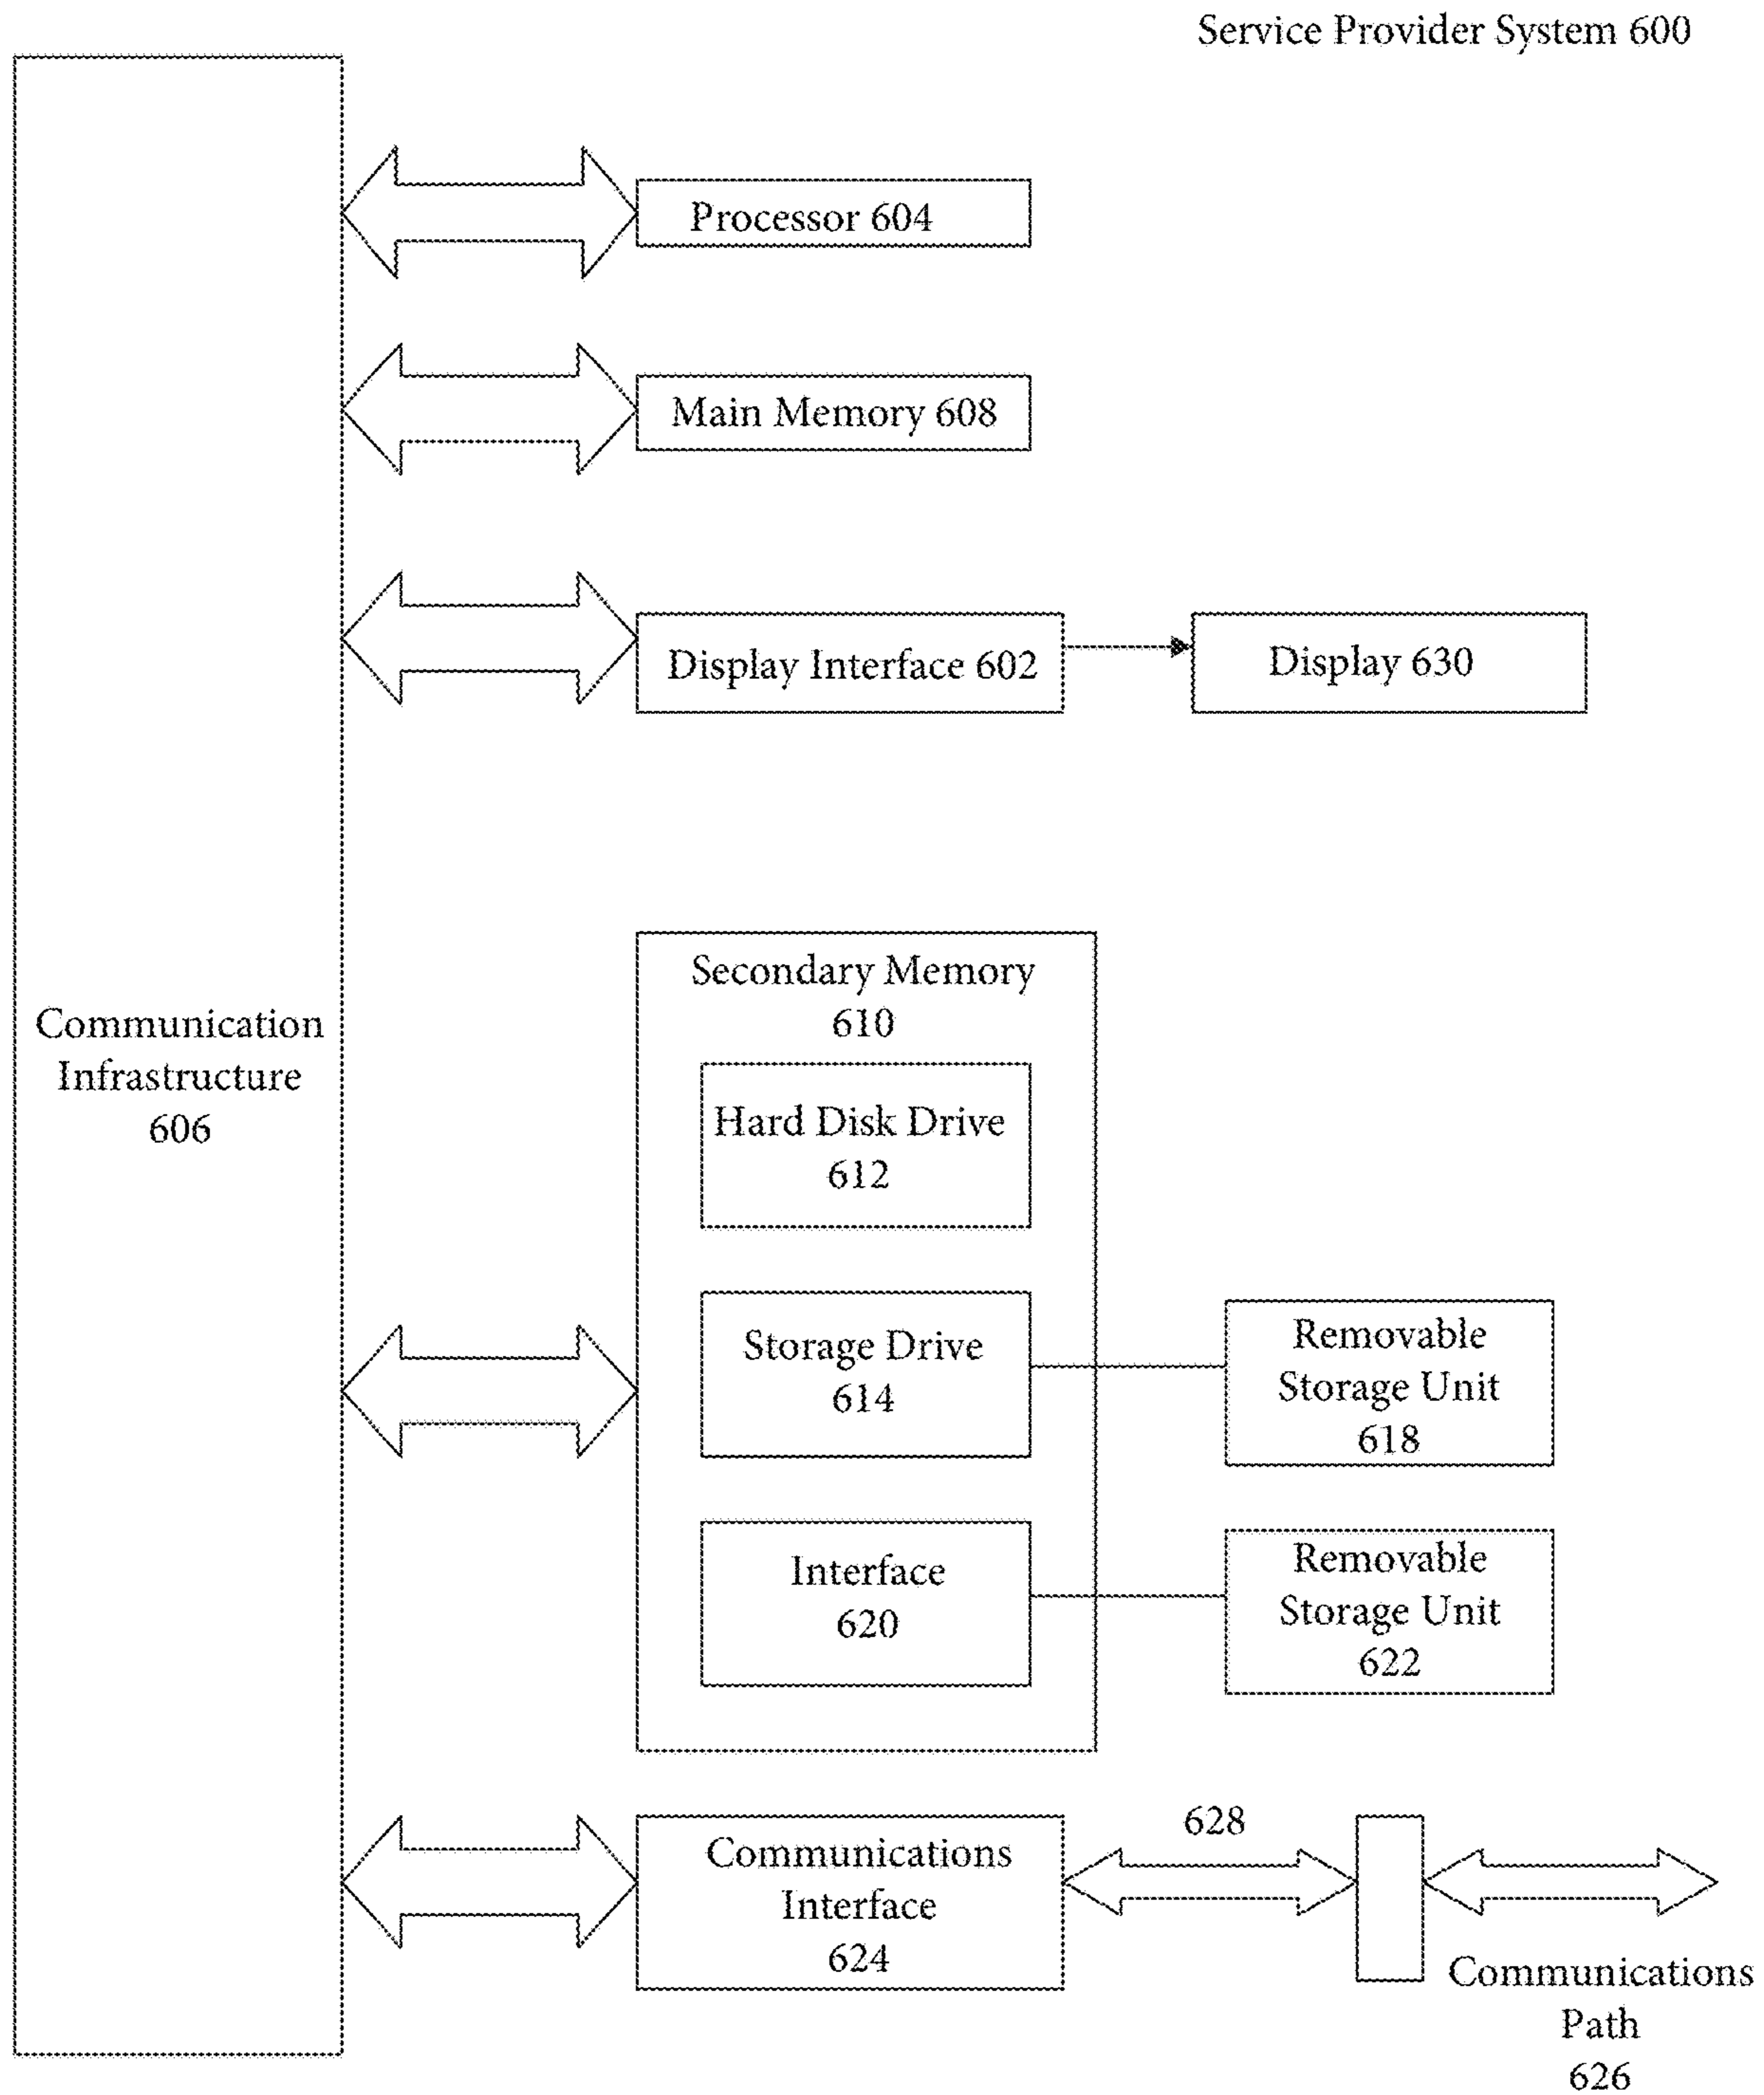 Service Provider System 600
Processor 604
Main Memory 608
Display Interface 602
Display 630
Communication
Infrastructure
606
Secondary Memory
610
Hard Disk Drive
612
Storage Drive
614
Removable
Storage Unit
618
Interface
620
Removable
Storage Unit
622
Communications
Interface
624
628
Communications
Path
626